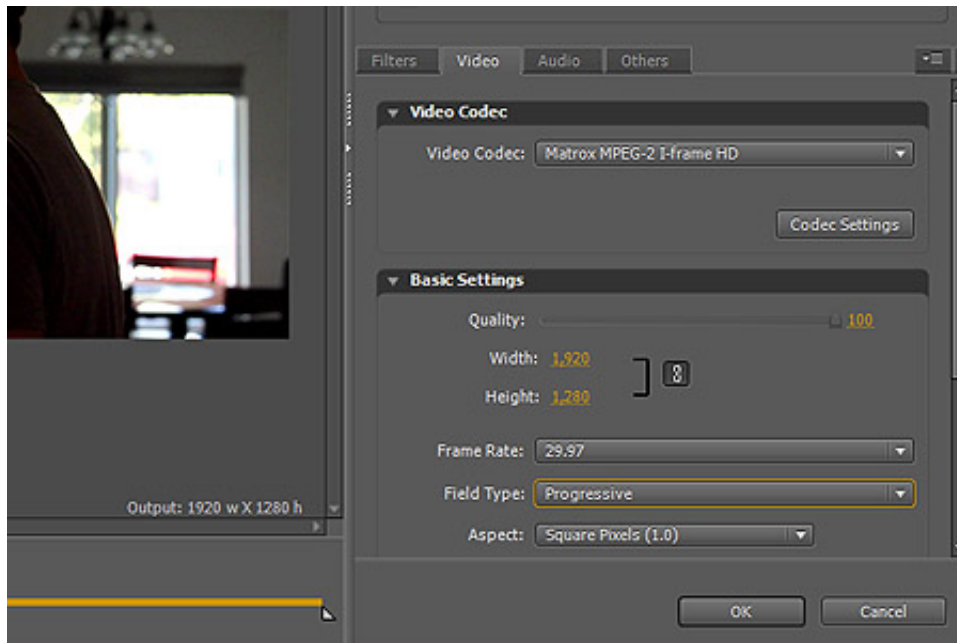 Filters Video Audio Others
Video Codec
Video Codec: Matrox MPEG-2 I-frame HD
Codec Settings
Basic Settings
Quality: 100
Width: 1,920
Height: 1,280
Frame Rate: 29.97
Field Type: Progressive
Output: 1920 w X 1280 h
Aspect: Square Pixels (1.0)
OK Cancel